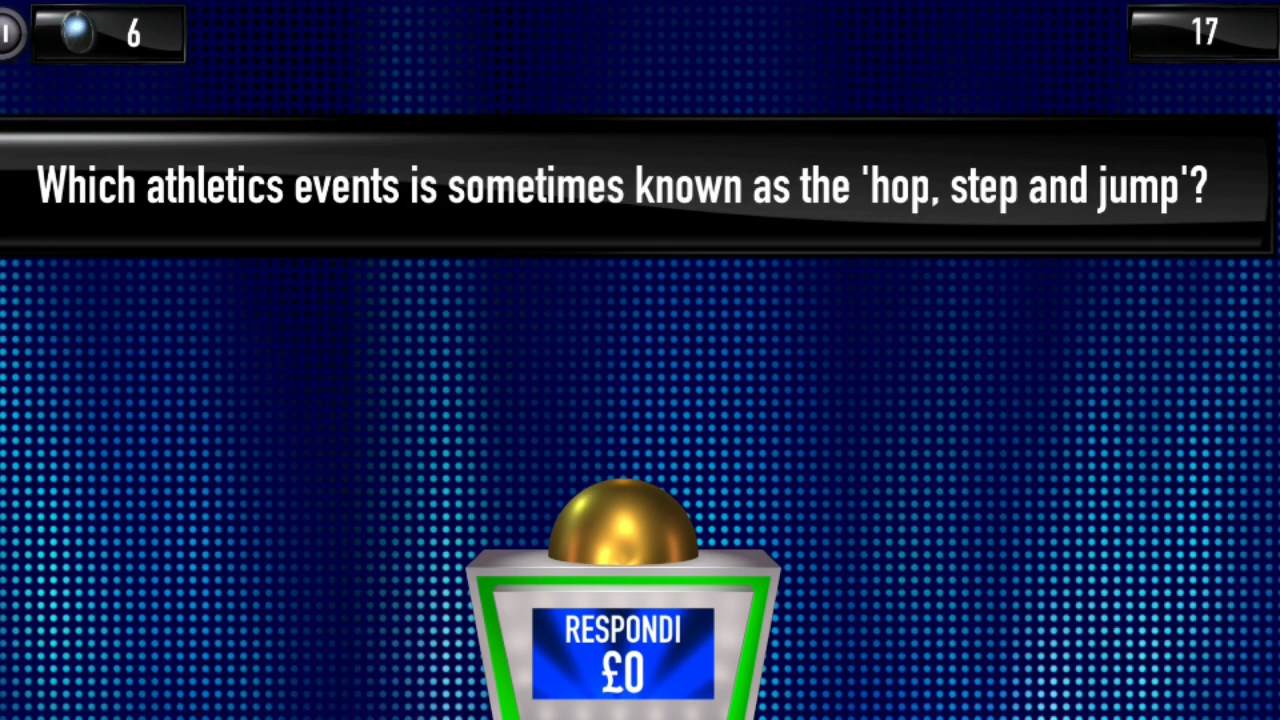 6
17
Which athletics events is sometimes known as the 'hop, step and jump'?
RESPONDI
£0